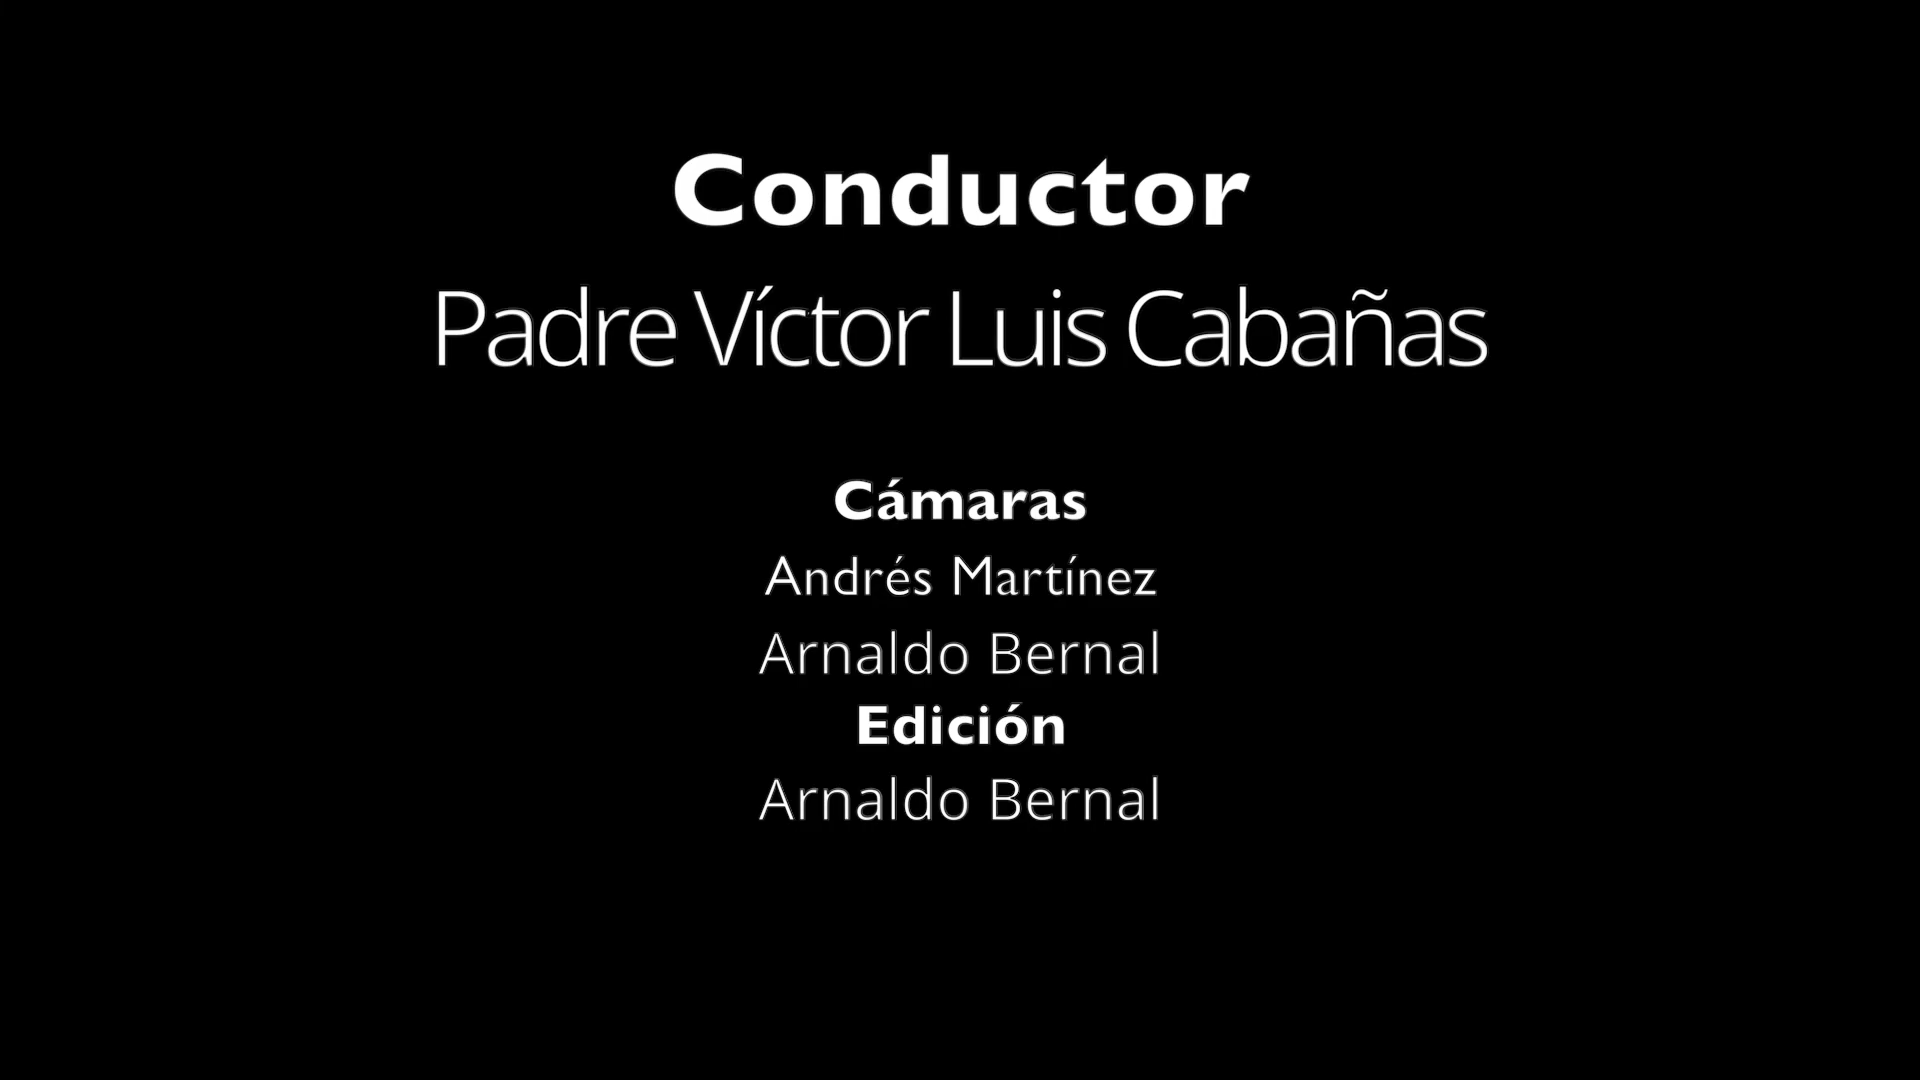 Conductor
Padre Víctor Luis Cabañas
Cámaras
Andrés Martínez
Arnaldo Bernal
Edición
Arnaldo Bernal